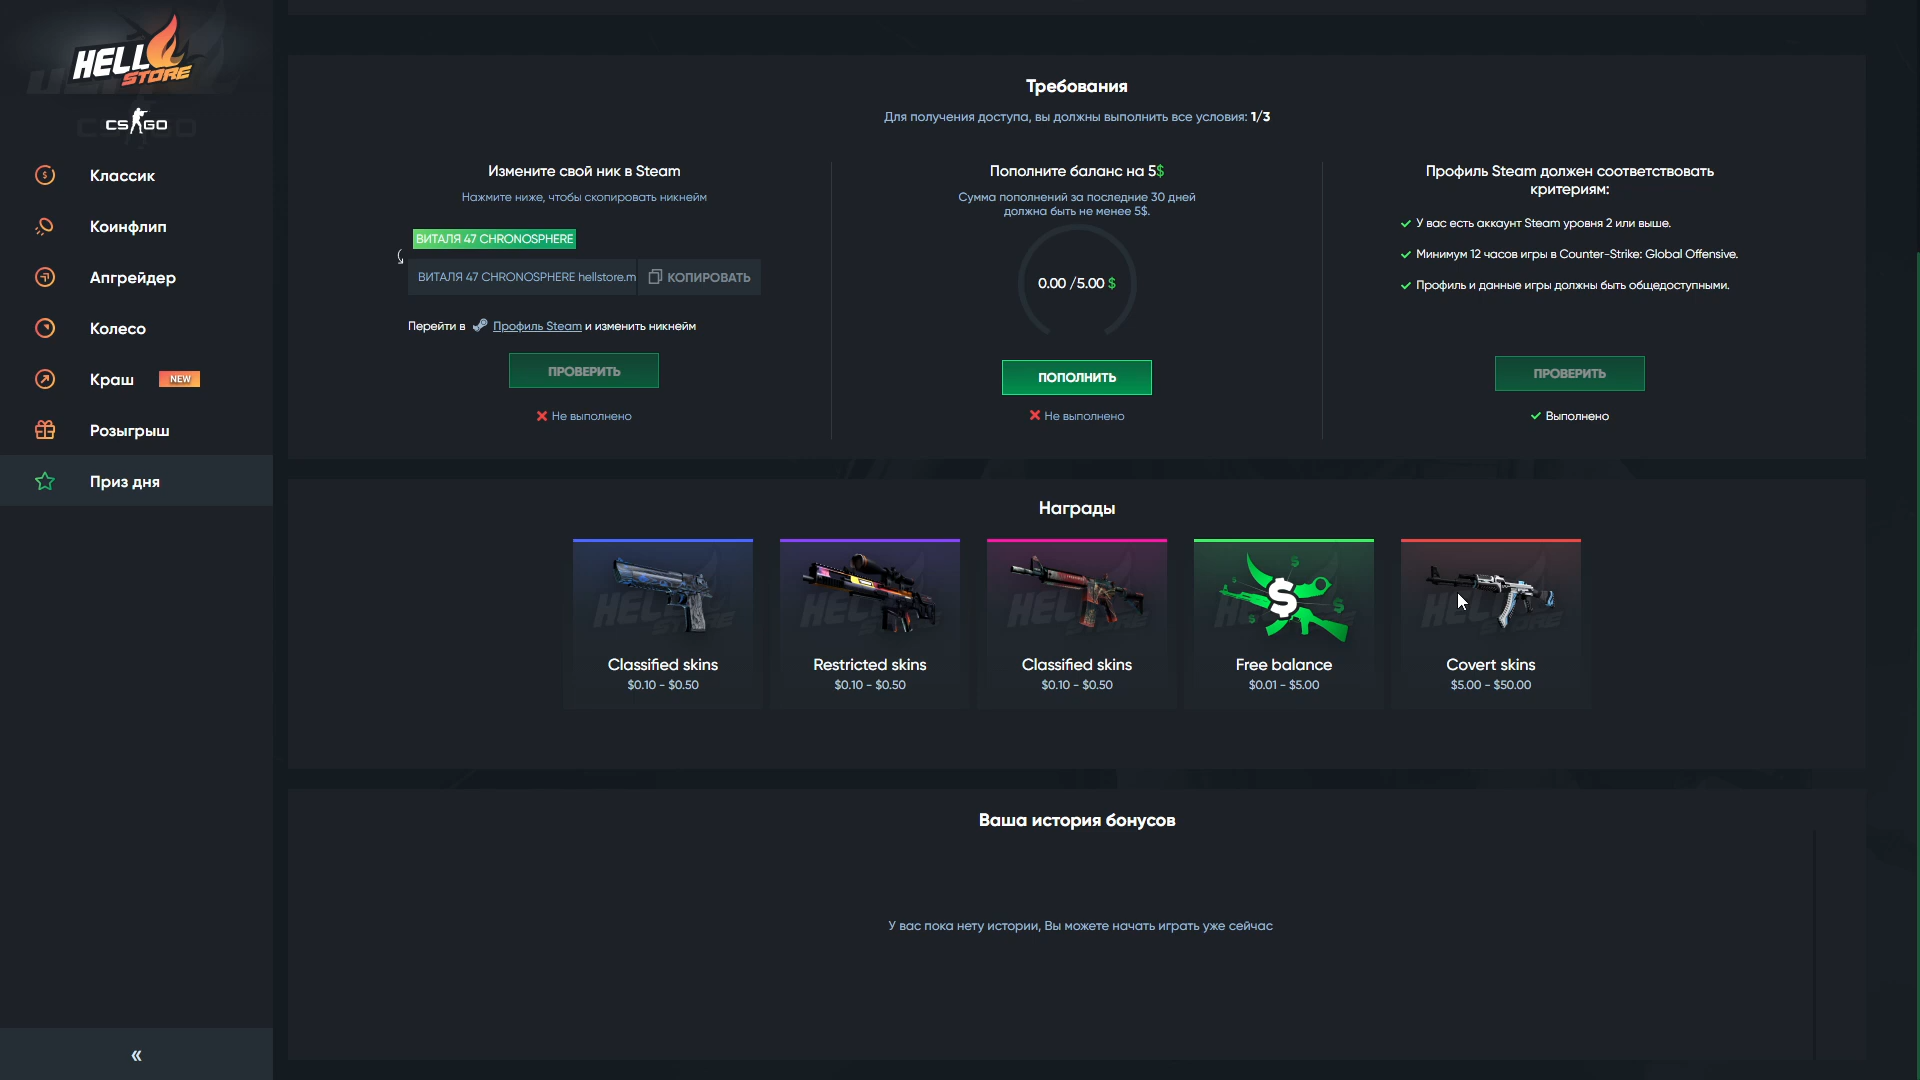 HELL
STORE
CS GO
Классик
Коинфлип
Апгрейдер
Колесо
Краш
NEW
Розыгрыш
Приз дня
«
Требования
Для получения доступа, вы должны выполнить все условия: 1/3
Измените свой ник в Steam
Нажмите ниже, чтобы скопировать никнейм
ВИТАЛЯ 47 CHRONOSPHERE
ВИТАЛЯ 47 CHRONOSPHERE hellstore.m
КОПИРОВАТЬ
Перейти в Профиль Steam и изменить никнейм
ПРОВЕРИТЬ
Не выполнено
Пополните баланс на 5$
Сумма пополнений за последние 30 дней
должна быть не менее 5$.
0.00 /5.00 $
ПОПОЛНИТЬ
Не выполнено
Профиль Steam должен соответствовать
критериям:
У вас есть аккаунт Steam уровня 2 или выше.
Минимум 12 часов игры в Counter-Strike: Global Offensive.
Профиль и данные игры должны быть общедоступными.
ПРОВЕРИТЬ
Выполнено
Награды
Classified skins
$0.10 - $0.50
Restricted skins
$0.10 - $0.50
Classified skins
$0.10 - $0.50
Free balance
$0.01 - $5.00
Covert skins
$5.00 - $50.00
Ваша история бонусов
У вас пока нету истории, Вы можете начать играть уже сейчас